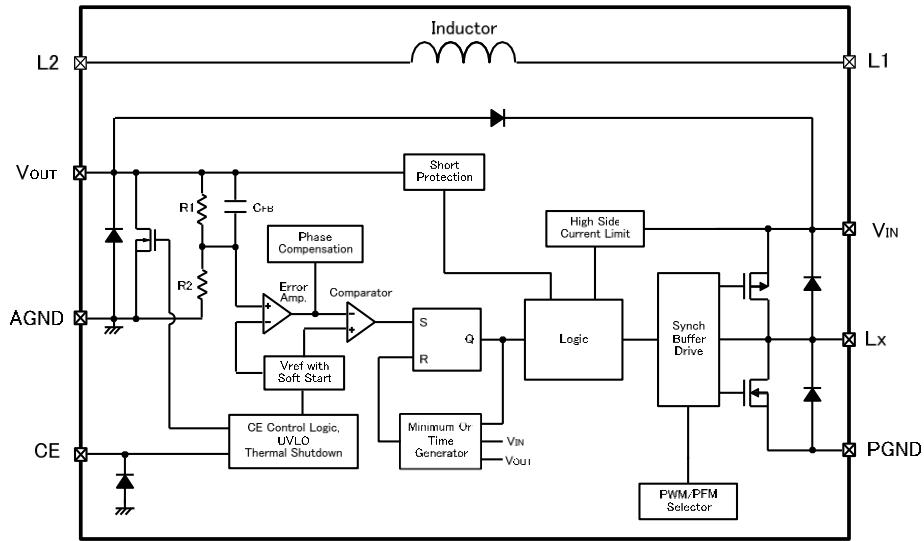 Inductor
L2
L1
VOUT
Short
Protection
R1
CFB
High Side
Current Limit
VIN
Phase
Compensation
R2
Error
Amp.
Comparator
AGND
S
Q
R
Logic
Synch
Buffer
Drive
Lx
Vref with
Soft Start
CE Control Logic,
UVLO
Thermal Shutdown
Minimum On
Time
Generator
VIN
VOUT
CE
PGND
PWM/PFM
Selector